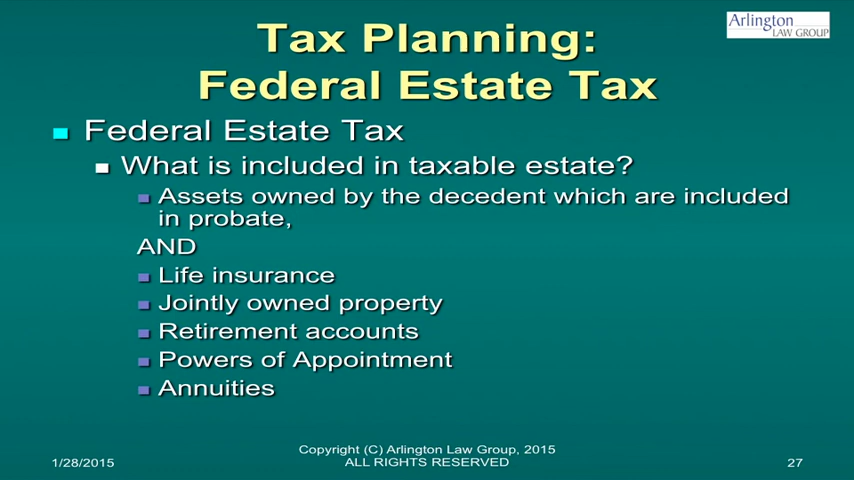 Arlington
LAW GROUP
Tax Planning:
Federal Estate Tax
Federal Estate Tax
What is included in taxable estate?
Assets owned by the decedent which are included
in probate,
AND
Life insurance
Jointly owned property
Retirement accounts
Powers of Appointment
Annuities
1/28/2015
Copyright (C) Arlington Law Group, 2015
ALL RIGHTS RESERVED
27